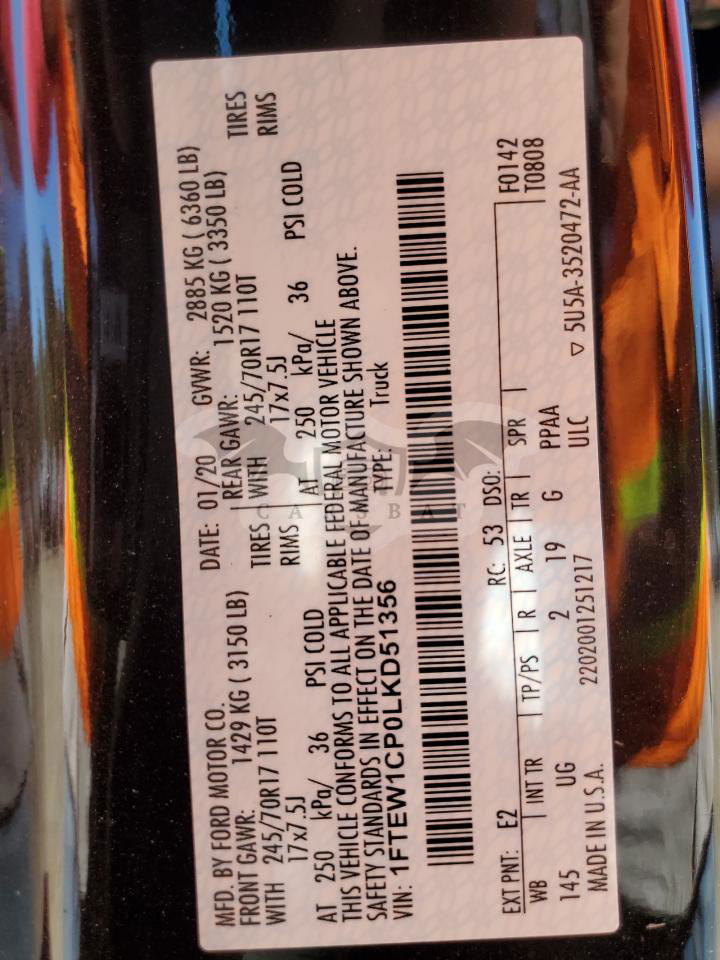 MFD. BY FORD MOTOR CO.
DATE: 01/20 GVWR: 2885 KG ( 6360 LB)
FRONT GAWR: 1429 KG ( 3150 LB)
REAR GAWR: 1520 KG ( 3350 LB)
WITH 245/70R17 110T TIRES WITH 245/70R17 110T TIRES
17x7.5J RIMS 17x7.5J RIMS
AT 250 kPa/ 36 PSI COLD AT 250 kPa/ 36 PSI COLD
THIS VEHICLE CONFORMS TO ALL APPLICABLE FEDERAL MOTOR VEHICLE
SAFETY STANDARDS IN EFFECT ON THE DATE OF MANUFACTURE SHOWN ABOVE.
VIN: 1FTEW1CP0LKD51356 TYPE: Truck
CARSBAT
EXT PNT: E2 RC: 53 DSO: F0142
WB INT TR TP/PS R AXLE TR SPR T0808
145 UG 2 19 G PPAA
MADE IN U.S.A. 2202001251217 ULC
▽ 5U5A-3520472-AA